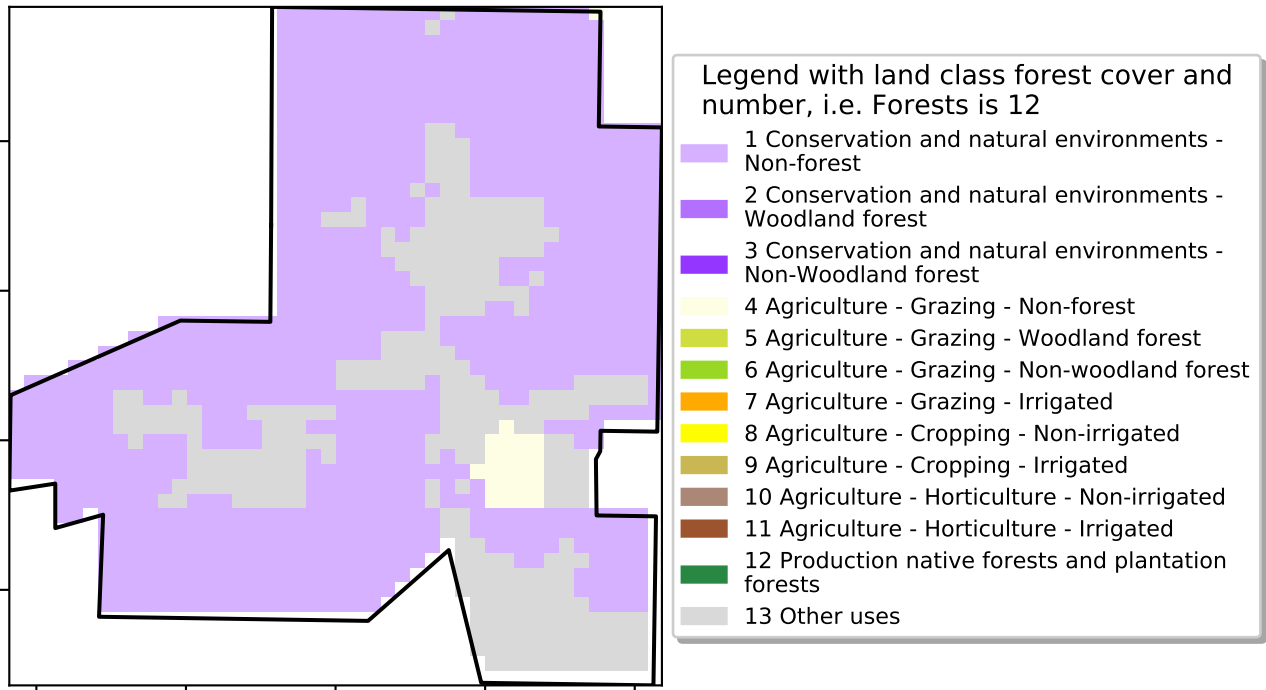 Legend with land class forest cover and
number, i.e. Forests is 12
1 Conservation and natural environments -
Non-forest
2 Conservation and natural environments -
Woodland forest
3 Conservation and natural environments -
Non-Woodland forest
4 Agriculture - Grazing - Non-forest
5 Agriculture - Grazing - Woodland forest
6 Agriculture - Grazing - Non-woodland forest
7 Agriculture - Grazing - Irrigated
8 Agriculture - Cropping - Non-irrigated
9 Agriculture - Cropping - Irrigated
10 Agriculture - Horticulture - Non-irrigated
11 Agriculture - Horticulture - Irrigated
12 Production native forests and plantation
forests
13 Other uses